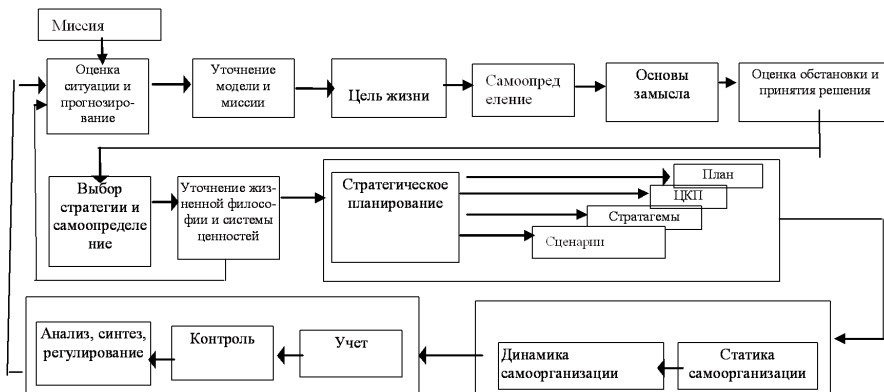 Миссия
Оценка
ситуации и
прогнозиро-
вание
Уточнение
модели и
миссии
Цель жизни
Самоопред
еление
Основы
замысла
Оценка обстановки и
принятия решения
Выбор
стратегии и
самоопределе
ние
Уточнение жиз-
ненной филосо-
фии и системы
ценностей
Стратегическое
планирование
План
ЦКП
Стратагемы
Сценарии
Анализ, синтез,
регулирование
Контроль
Учет
Динамика
самоорганизации
Статика
самоорганизации